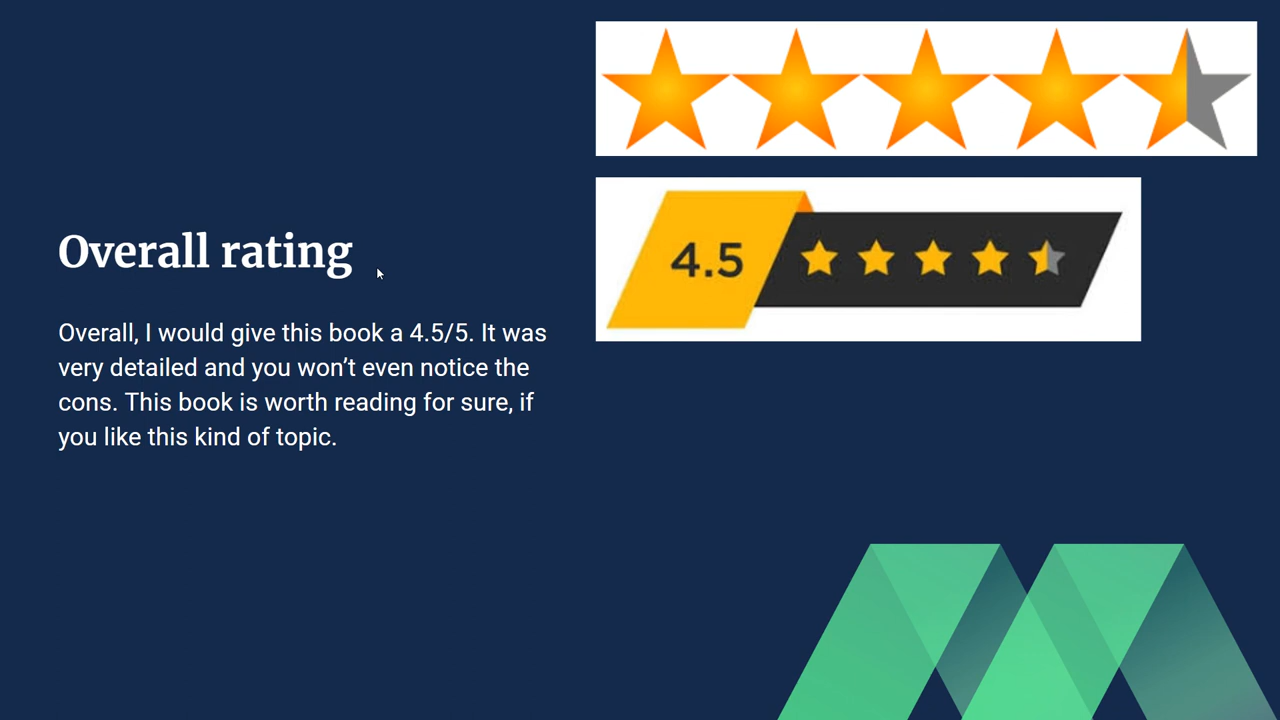 Overall rating
Overall, I would give this book a 4.5/5. It was
very detailed and you won’t even notice the
cons. This book is worth reading for sure, if
you like this kind of topic.
4.5